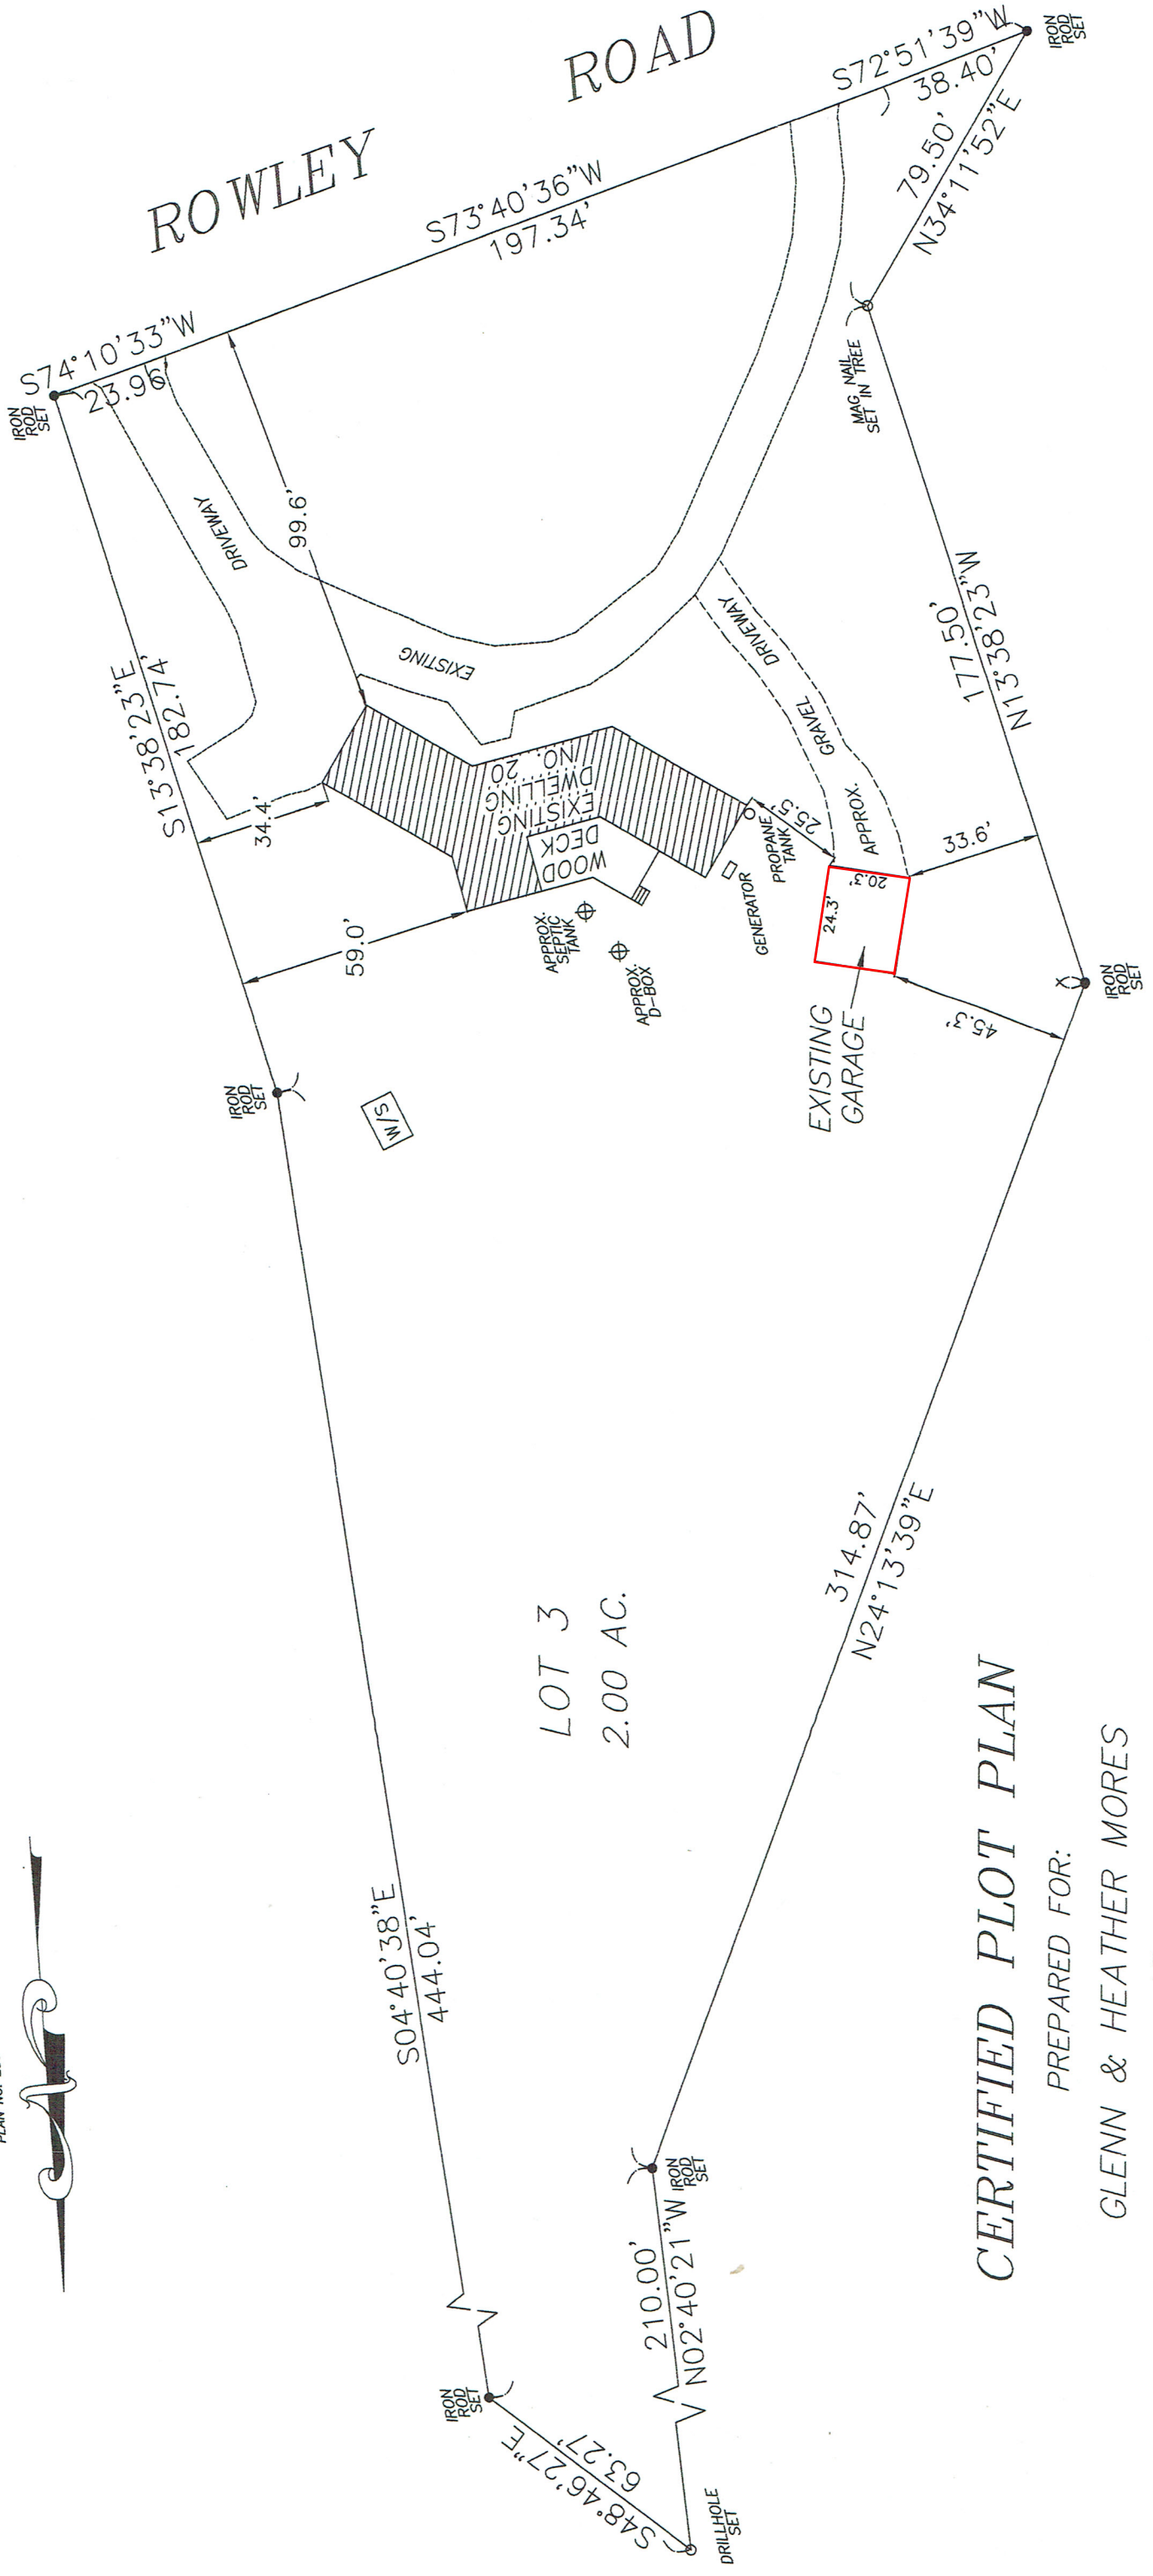 ROWLEY ROAD
S74°10'33"W
23.96'
S73°40'36"W
197.34'
S72°51'39"W
38.40'
IRON
ROD
SET
IRON
ROD
SET
79.50'
N34°11'52"E
MAG NAIL
SET IN TREE
177.50'
N13°38'23"W
S13°38'23"E
182.74'
DRIVEWAY
EXISTING
99.6'
34.4'
59.0'
EXISTING
DWELLING
NO. 20
WOOD
DECK
APPROX.
SEPTIC
TANK
APPROX.
D-BOX
GENERATOR
PROPANE
TANK
25.5'
APPROX. GRAVEL DRIVEWAY
24.3'
20.3'
33.6'
45.3'
EXISTING
GARAGE
IRON
ROD
SET
IRON
ROD
SET
W/S
LOT 3
2.00 AC.
314.87'
N24°13'39"E
S04°40'38"E
444.04'
IRON
ROD
SET
210.00'
N02°40'21"W
IRON
ROD
SET
S48°46'27"E
63.27'
DRILLHOLE
SET
CERTIFIED PLOT PLAN
PREPARED FOR:
GLENN & HEATHER MORES